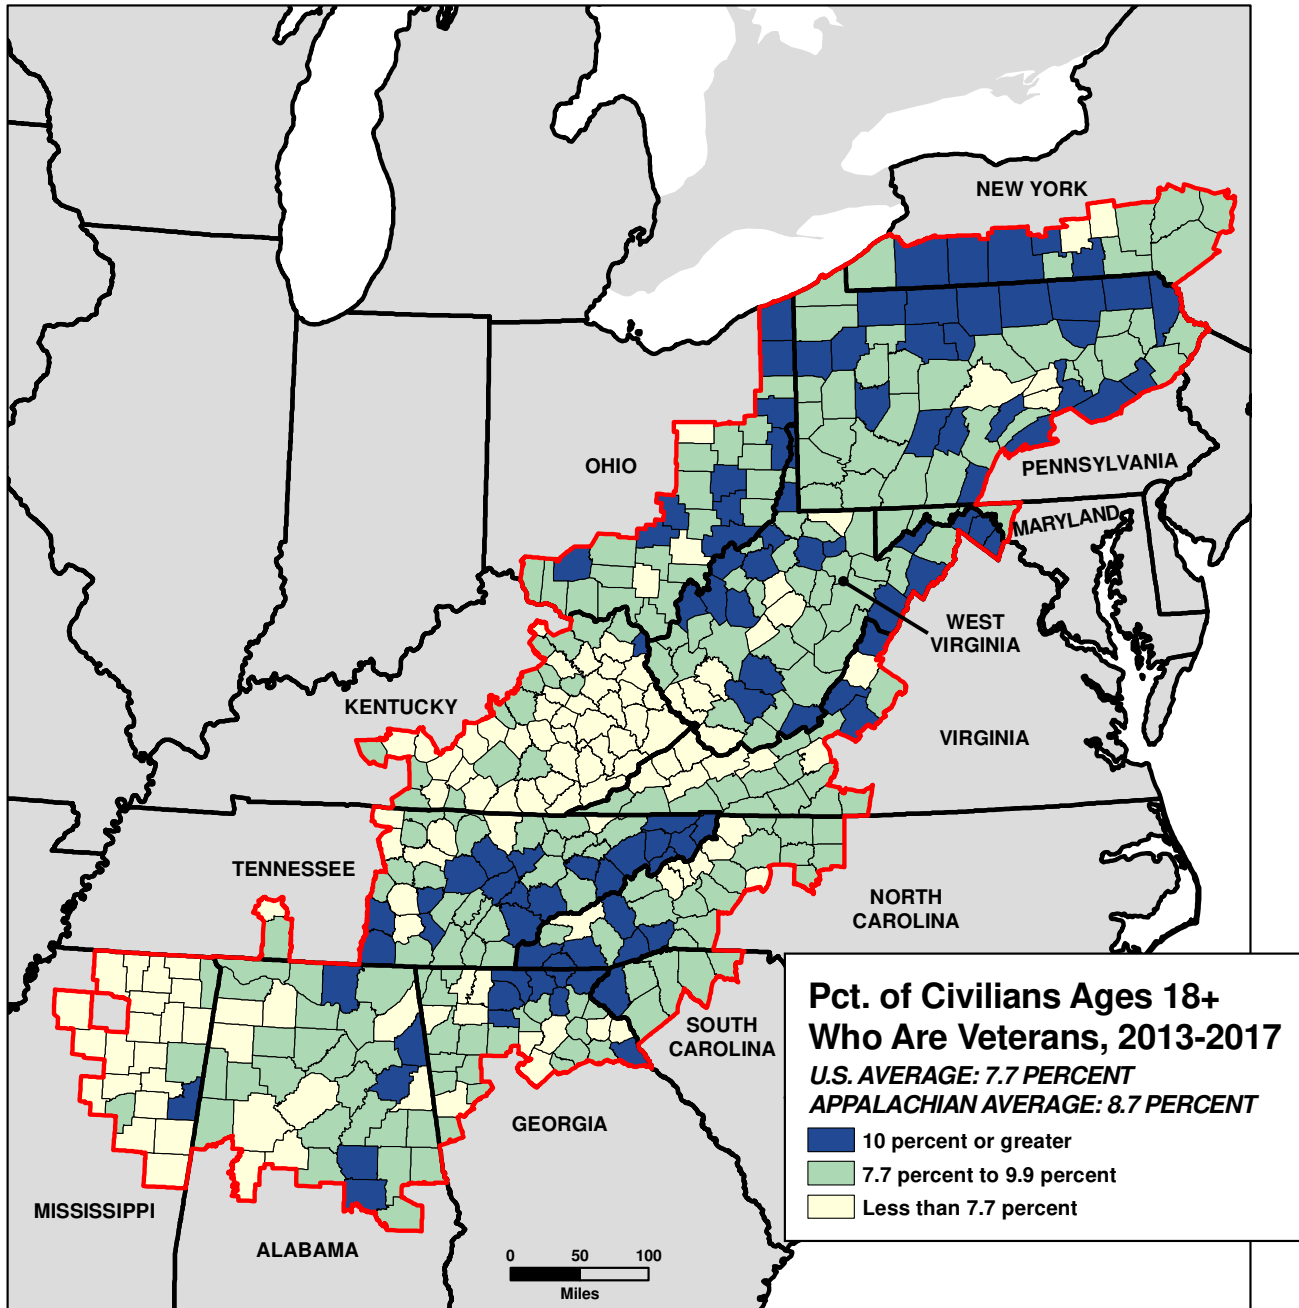 NEW YORK
OHIO
PENNSYLVANIA
MARYLAND
WEST
VIRGINIA
KENTUCKY
VIRGINIA
TENNESSEE
NORTH
CAROLINA
SOUTH
CAROLINA
GEORGIA
MISSISSIPPI
ALABAMA
Pct. of Civilians Ages 18+
Who Are Veterans, 2013-2017
U.S. AVERAGE: 7.7 PERCENT
APPALACHIAN AVERAGE: 8.7 PERCENT
10 percent or greater
7.7 percent to 9.9 percent
Less than 7.7 percent
0 50 100
Miles